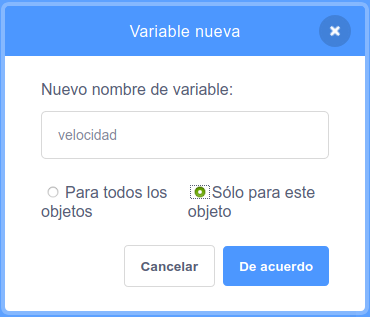 Variable nueva
Nuevo nombre de variable:
velocidad
Para todos los
objetos
Sólo para este
objeto
Cancelar
De acuerdo